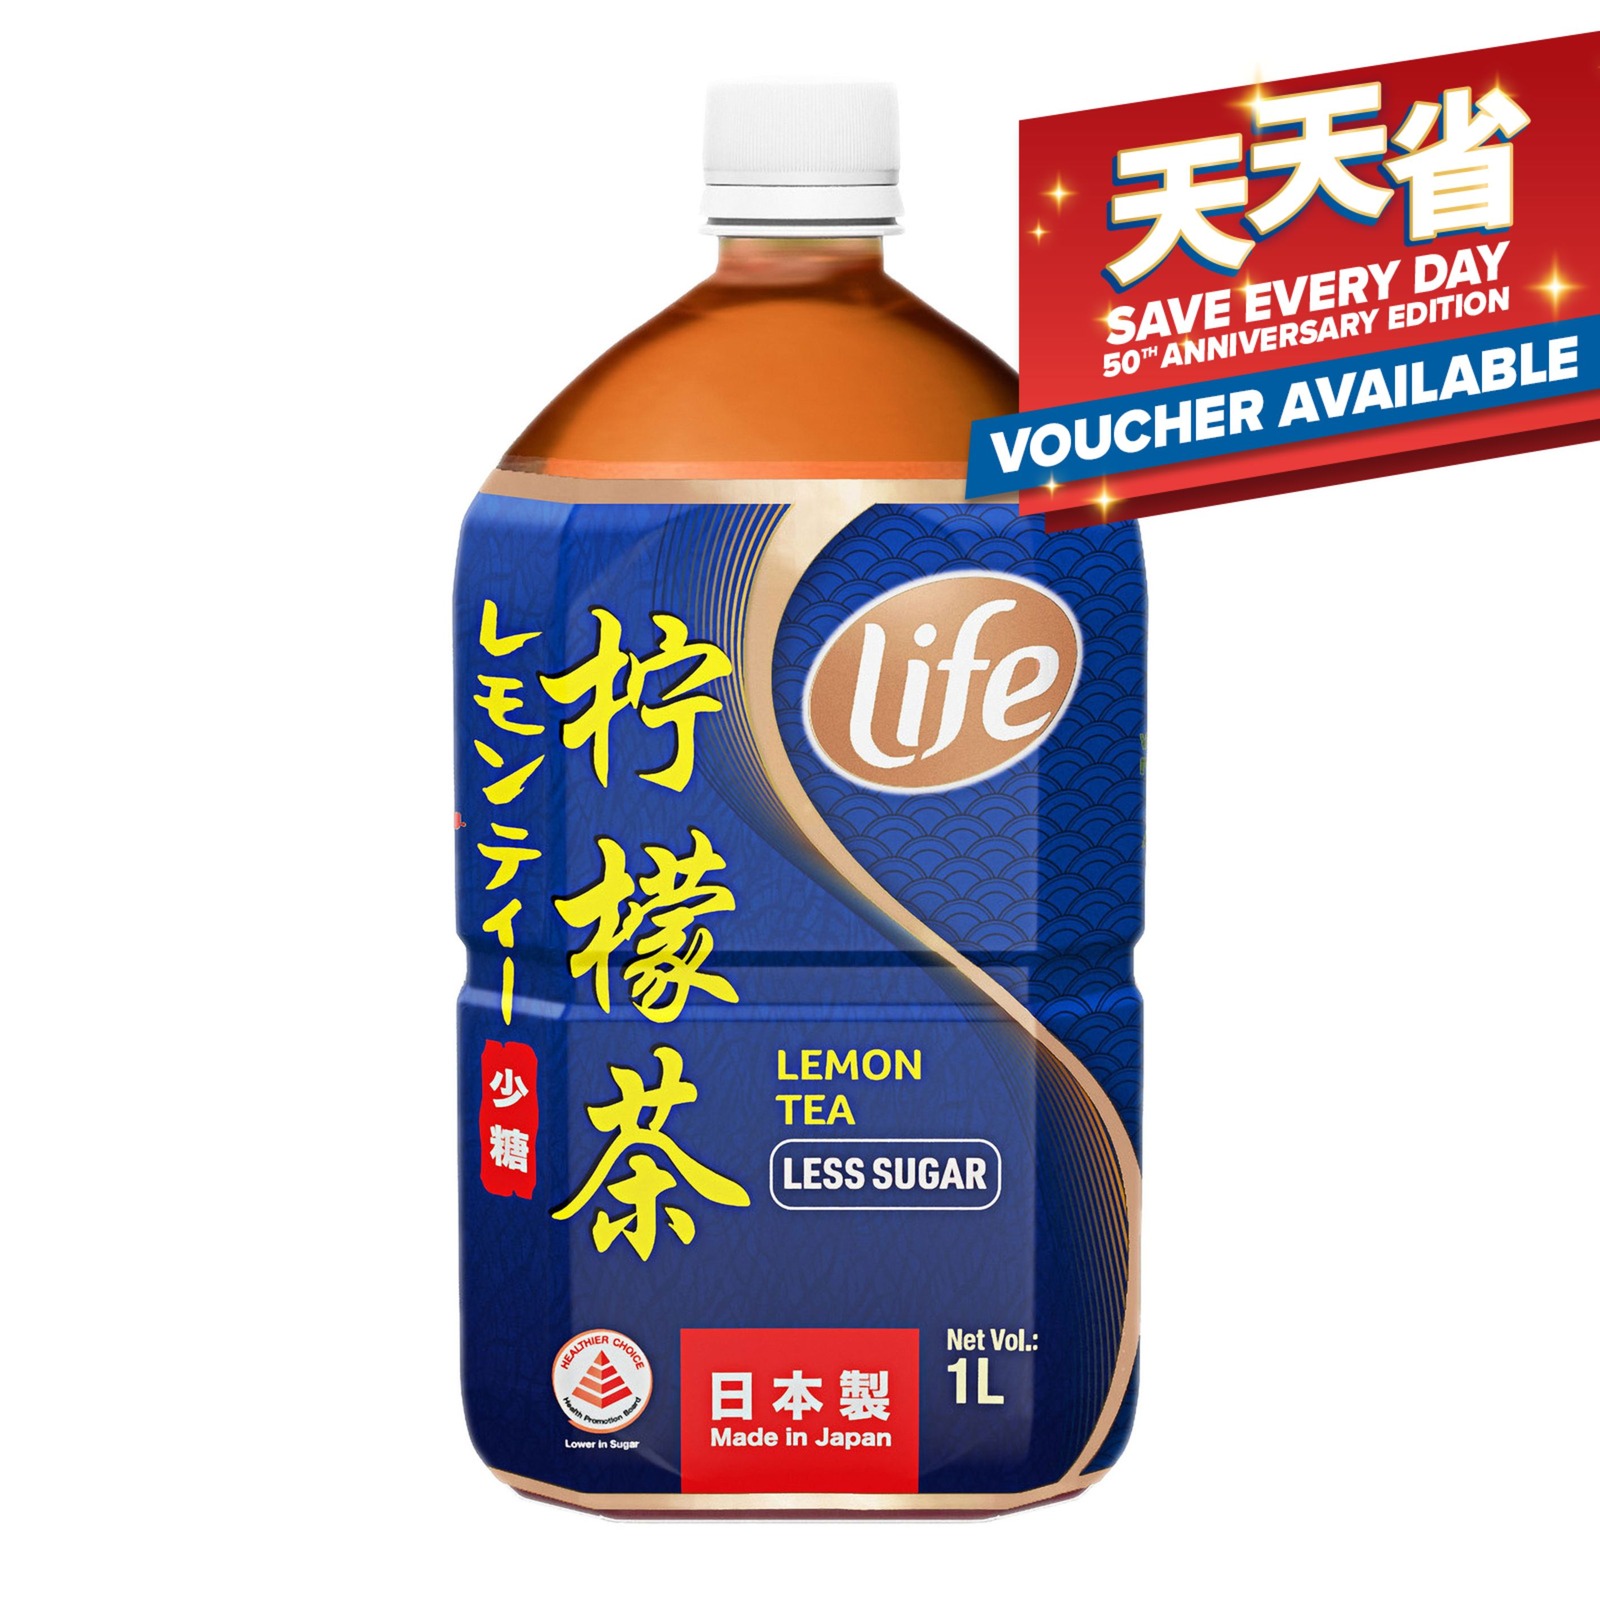 天天省
SAVE EVERY DAY
50TH ANNIVERSARY EDITION
VOUCHER AVAILABLE
Life
レモンティー
少糖
柠檬茶
LEMON
TEA
LESS SUGAR
HEALTHIER CHOICE
Health Promotion Board
Lower in Sugar
日本製
Made in Japan
Net Vol.:
1L